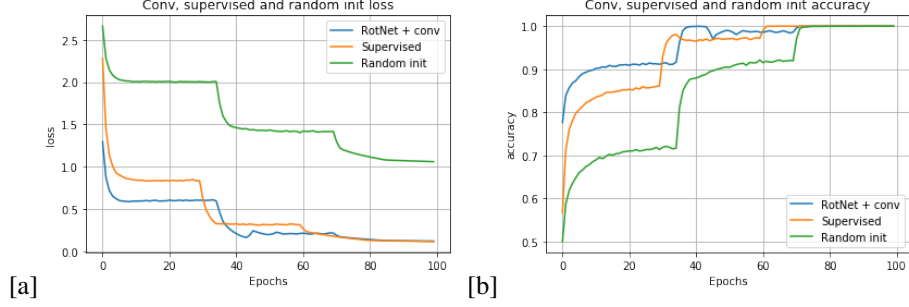 Conv, supervised and random init loss
RotNet + conv
Supervised
Random init
loss
2.5
2.0
1.5
1.0
0.5
0.0
0
20
40
60
80
100
Epochs
[a]
Conv, supervised and random init accuracy
accuracy
1.0
0.9
0.8
0.7
0.6
0.5
RotNet + conv
Supervised
Random init
0
20
40
60
80
100
Epochs
[b]